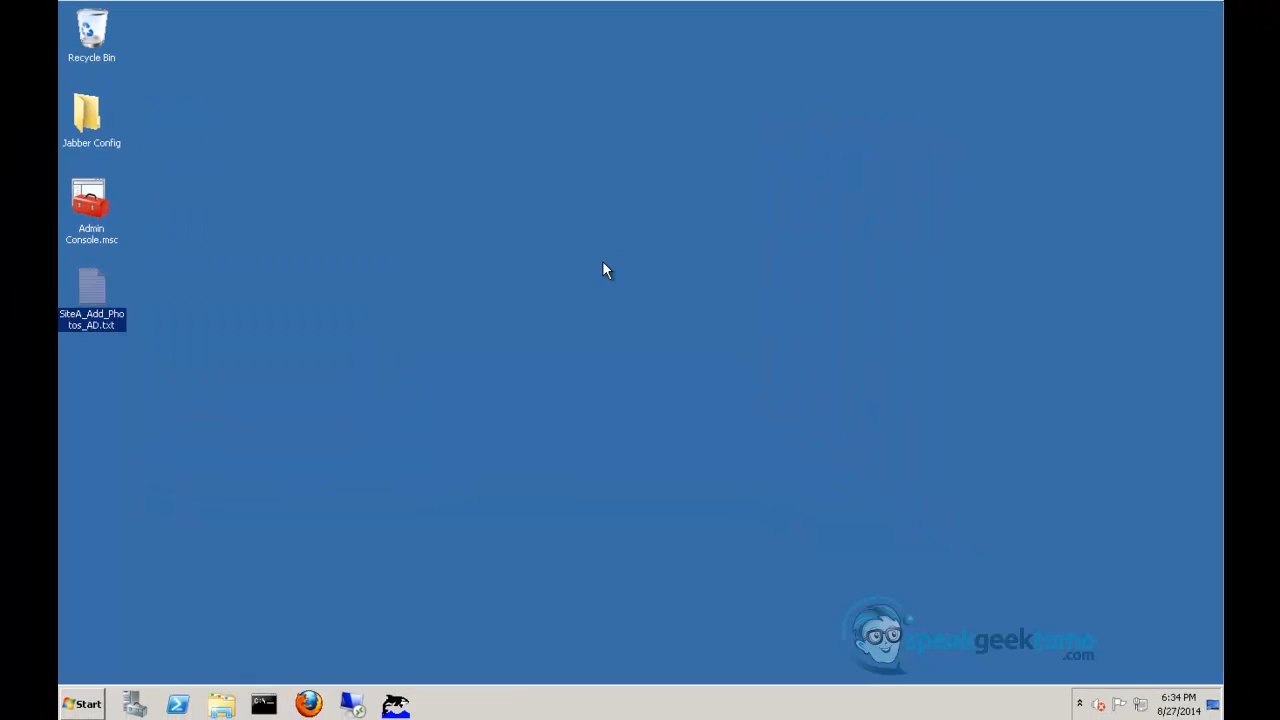 Recycle Bin
Jabber Config
Admin
Console.msc
SiteA_Add_Pho
tos_AD.txt
speakgeektome
.com
Start
C:\_
6:34 PM
8/27/2014